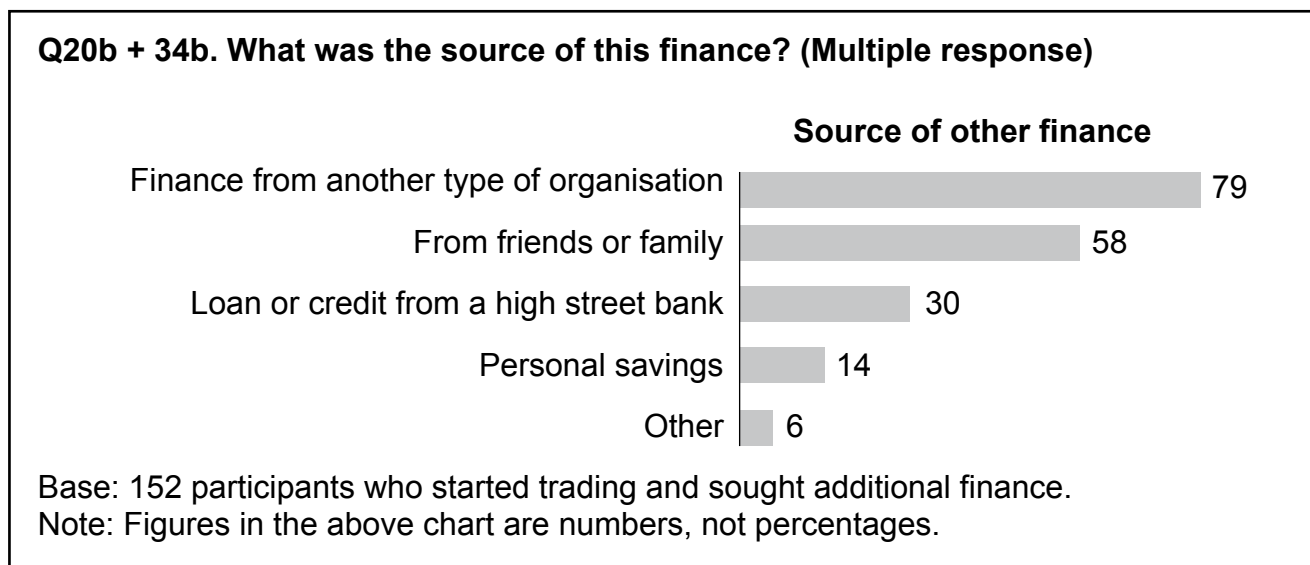 Q20b + 34b. What was the source of this finance? (Multiple response)
Source of other finance
Finance from another type of organisation 79
From friends or family 58
Loan or credit from a high street bank 30
Personal savings 14
Other 6
Base: 152 participants who started trading and sought additional finance.
Note: Figures in the above chart are numbers, not percentages.